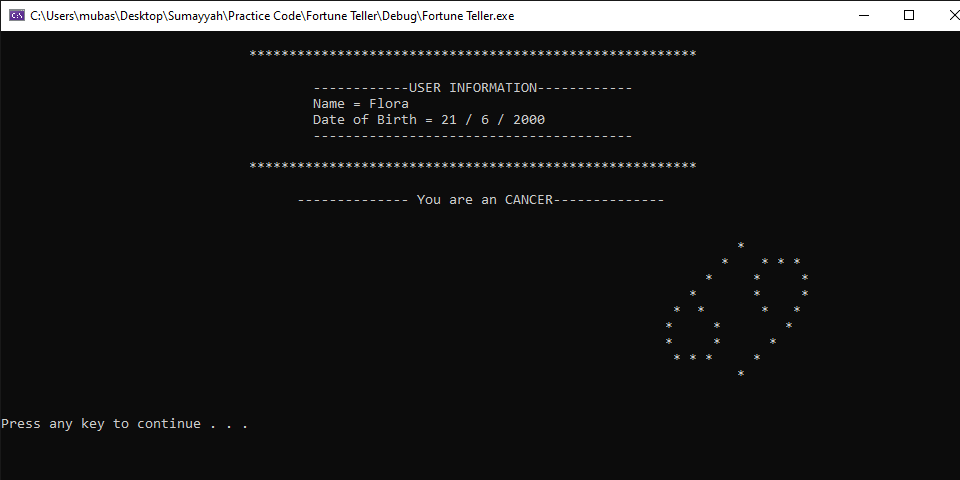 C:\Users\mubas\Desktop\Sumayyah\Practice Code\Fortune Teller\Debug\Fortune Teller.exe
********************************************************
------------USER INFORMATION------------
Name = Flora
Date of Birth = 21 / 6 / 2000
----------------------------------------
********************************************************
-------------- You are an CANCER--------------
*
* * * *
* * *
* * *
* * * *
* * *
* * *
* * * *
*
Press any key to continue . . .